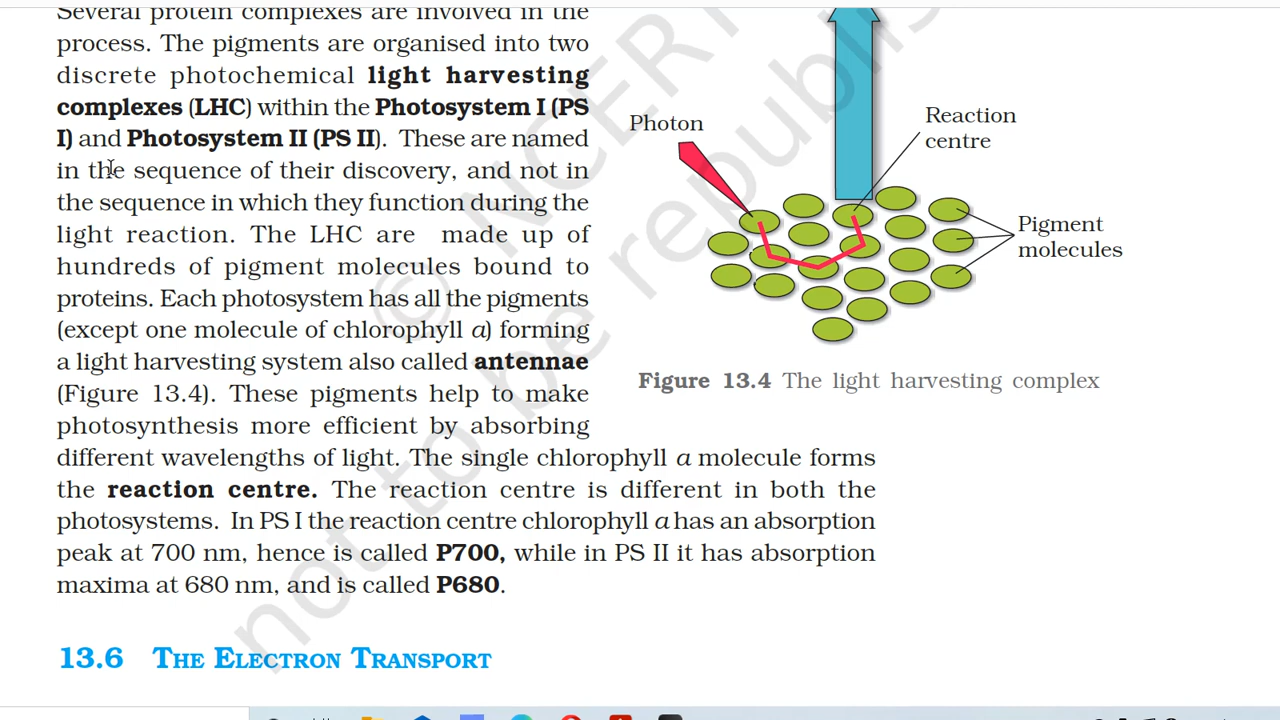 Several protein complexes are involved in the
process. The pigments are organised into two
discrete photochemical light harvesting
complexes (LHC) within the Photosystem I (PS
I) and Photosystem II (PS II). These are named
in the sequence of their discovery, and not in
the sequence in which they function during the
light reaction. The LHC are made up of
hundreds of pigment molecules bound to
proteins. Each photosystem has all the pigments
(except one molecule of chlorophyll a) forming
a light harvesting system also called antennae
(Figure 13.4). These pigments help to make
photosynthesis more efficient by absorbing
different wavelengths of light. The single chlorophyll a molecule forms
the reaction centre. The reaction centre is different in both the
photosystems. In PS I the reaction centre chlorophyll a has an absorption
peak at 700 nm, hence is called P700, while in PS II it has absorption
maxima at 680 nm, and is called P680.
Photon
Reaction
centre
Pigment
molecules
Figure 13.4 The light harvesting complex
13.6 THE ELECTRON TRANSPORT
© NCERT
not to be republis